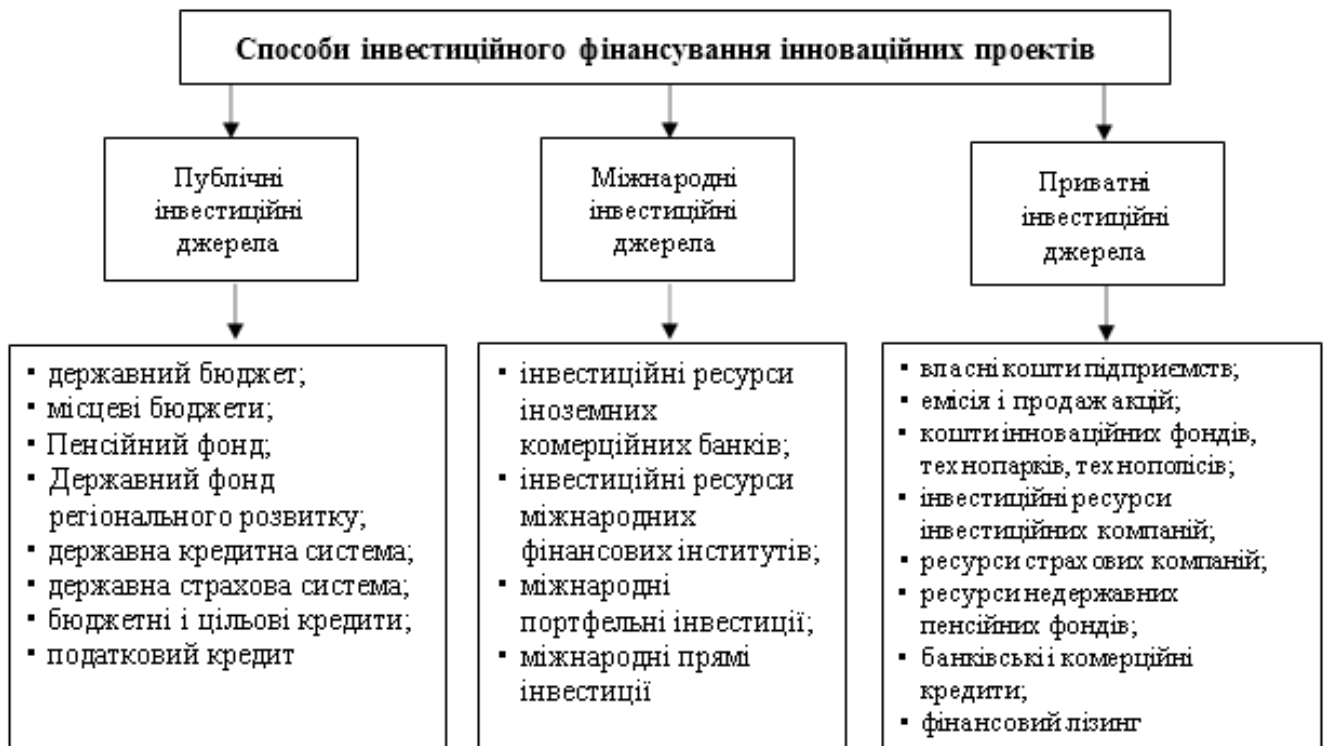 Способи інвестиційного фінансування інноваційних проектів
Публічні
інвестиційні
джерела
Міжнародні
інвестиційні
джерела
Приватні
інвестиційні
джерела
▪ державний бюджет;
▪ місцеві бюджети;
▪ Пенсійний фонд;
▪ Державний фонд
регіонального розвитку;
▪ державна кредитна система;
▪ державна страхова система;
▪ бюджетні і цільові кредити;
▪ податковий кредит
▪ інвестиційні ресурси
іноземних
комерційних банків;
▪ інвестиційні ресурси
міжнародних
фінансових інститутів;
▪ міжнародні
портфельні інвестиції;
▪ міжнародні прямі
інвестиції
▪ власні кошти підприємств;
▪ емісія і продаж акцій;
▪ кошти інноваційних фондів,
технопарків, технополісів;
▪ інвестиційні ресурси
інвестиційних компаній;
▪ ресурси страхових компаній;
▪ ресурси недержавних
пенсійних фондів;
▪ банківські і комерційні
кредити;
▪ фінансовий лізинг